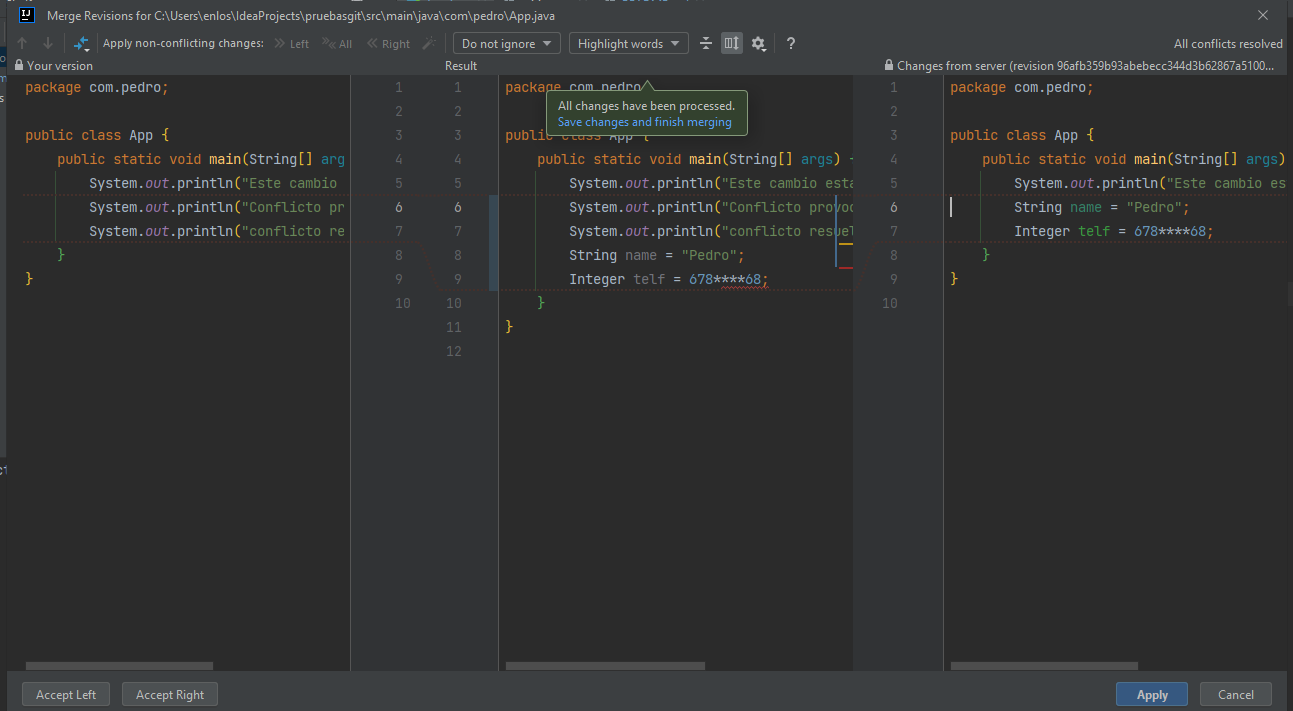 Merge Revisions for C:\Users\enlos\IdeaProjects\pruebasgit\src\main\java\com\pedro\App.java
Apply non-conflicting changes: Left All Right Do not ignore Highlight words ? All conflicts resolved
Your version Result Changes from server (revision 96afb359b93abebecc344d3b62867a5100...
package com.pedro;
public class App {
public static void main(String[] arg
System.out.println("Este cambio
System.out.println("Conflicto pr
System.out.println("conflicto re
}
}
1
2
3
4
5
6
7
8
9
10
1
2
3
4
5
6
7
8
9
10
11
12
package com.pedro
All changes have been processed.
Save changes and finish merging
public class App {
public static void main(String[] args) {
System.out.println("Este cambio esta
System.out.println("Conflicto provoc
System.out.println("conflicto resuel
String name = "Pedro";
Integer telf = 678****68;
}
}
1
2
3
4
5
6
7
8
9
10
package com.pedro;
public class App {
public static void main(String[] args)
System.out.println("Este cambio es
String name = "Pedro";
Integer telf = 678****68;
}
}
Accept Left Accept Right Apply Cancel